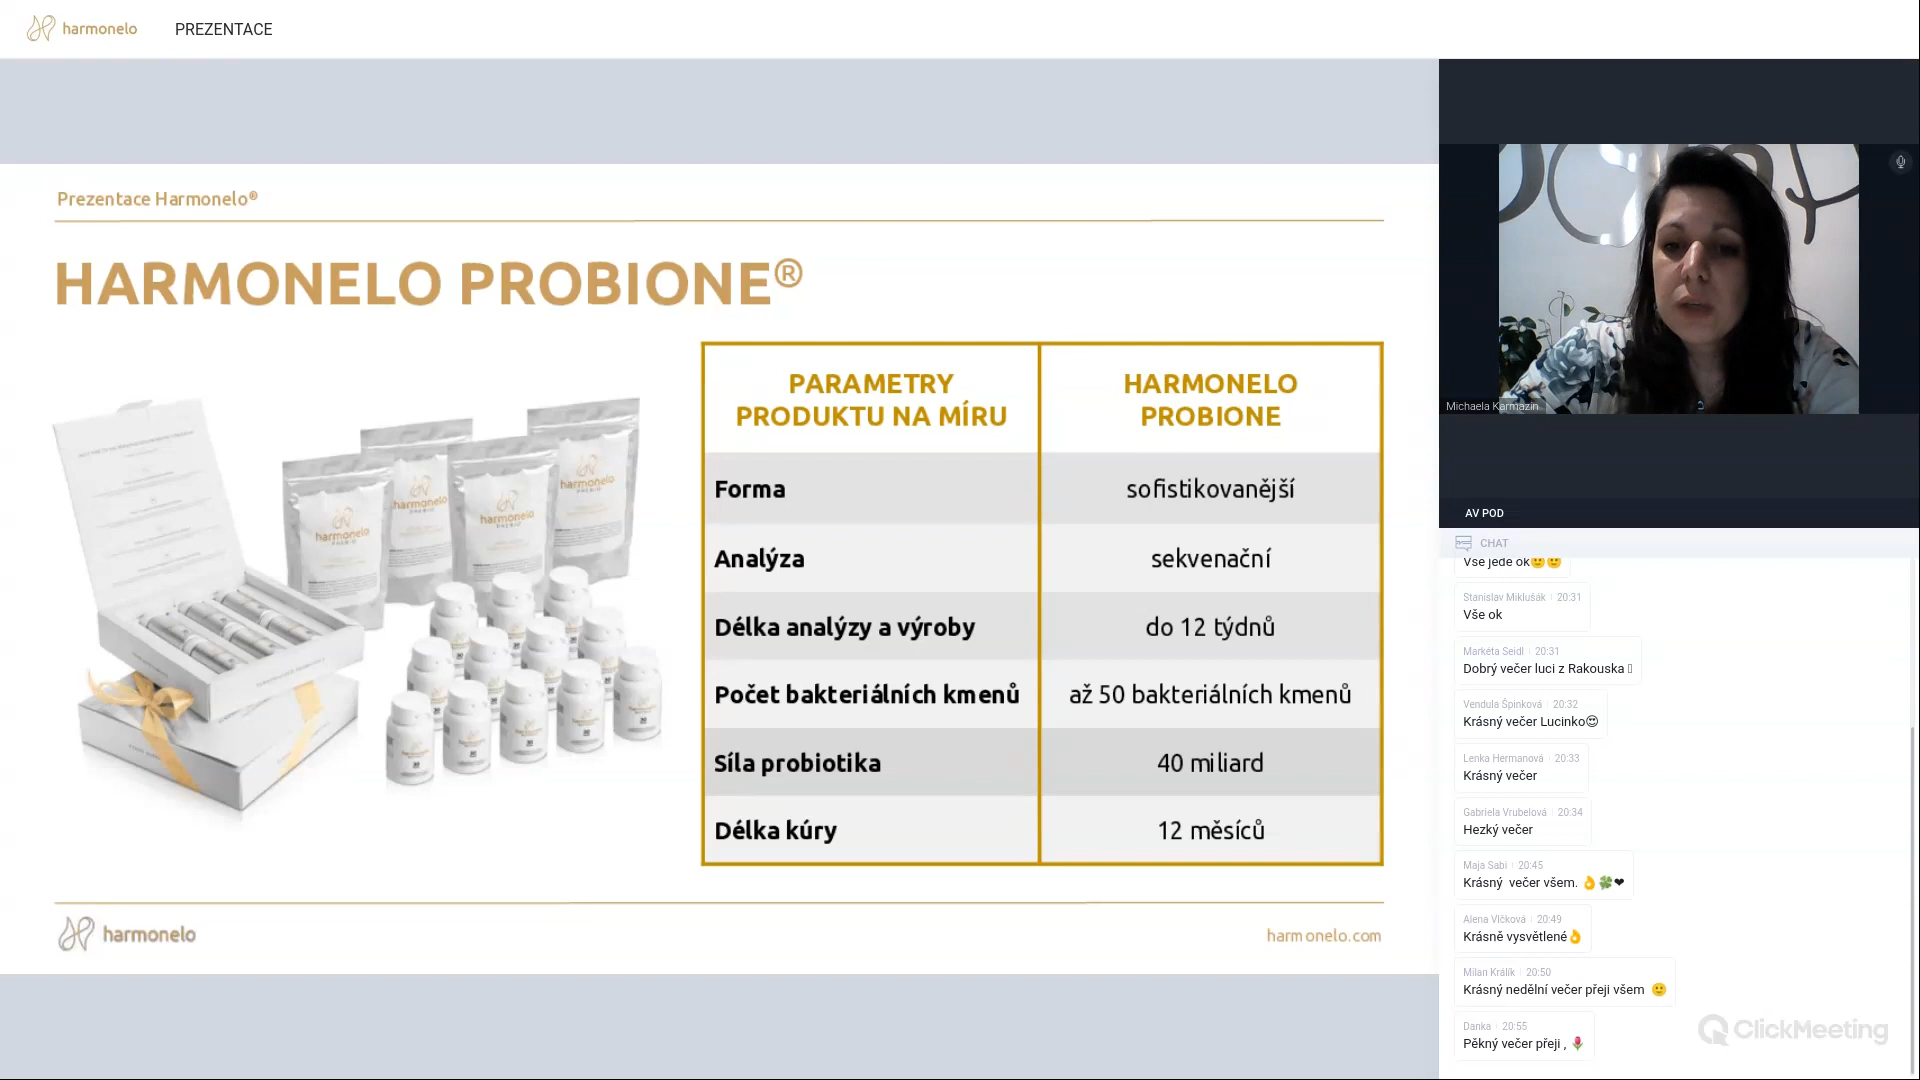 harmonelo
PREZENTACE
Prezentace Harmonelo®
HARMONELO PROBIONE®
PARAMETRY
PRODUKTU NA MÍRU
HARMONELO
PROBIONE
Forma
sofistikovanější
Analýza
sekvenační
Délka analýzy a výroby
do 12 týdnů
Počet bakteriálních kmenů
až 50 bakteriálních kmenů
Síla probiotika
40 miliard
Délka kúry
12 měsíců
harmonelo
harmonelo
harmonelo
harmonelo
harmonelo
harmonelo.com
Michaela Karmazin
AV POD
CHAT
Vše jede ok🙂🙂
Stanislav Miklušák 20:31
Vše ok
Markéta Seidl 20:31
Dobrý večer luci z Rakouska
Vendula Špinková 20:32
Krásný večer Lucinko😍
Lenka Hermanová 20:33
Krásný večer
Gabriela Vrubelová 20:34
Hezký večer
Maja Sabi 20:45
Krásný večer všem. 👌🍀❤
Alena Vlčková 20:49
Krásně vysvětlené👌
Milan Králík 20:50
Krásný nedělní večer přeji všem 🙂
Danka 20:55
Pěkný večer přeji , 🌷
ClickMeeting